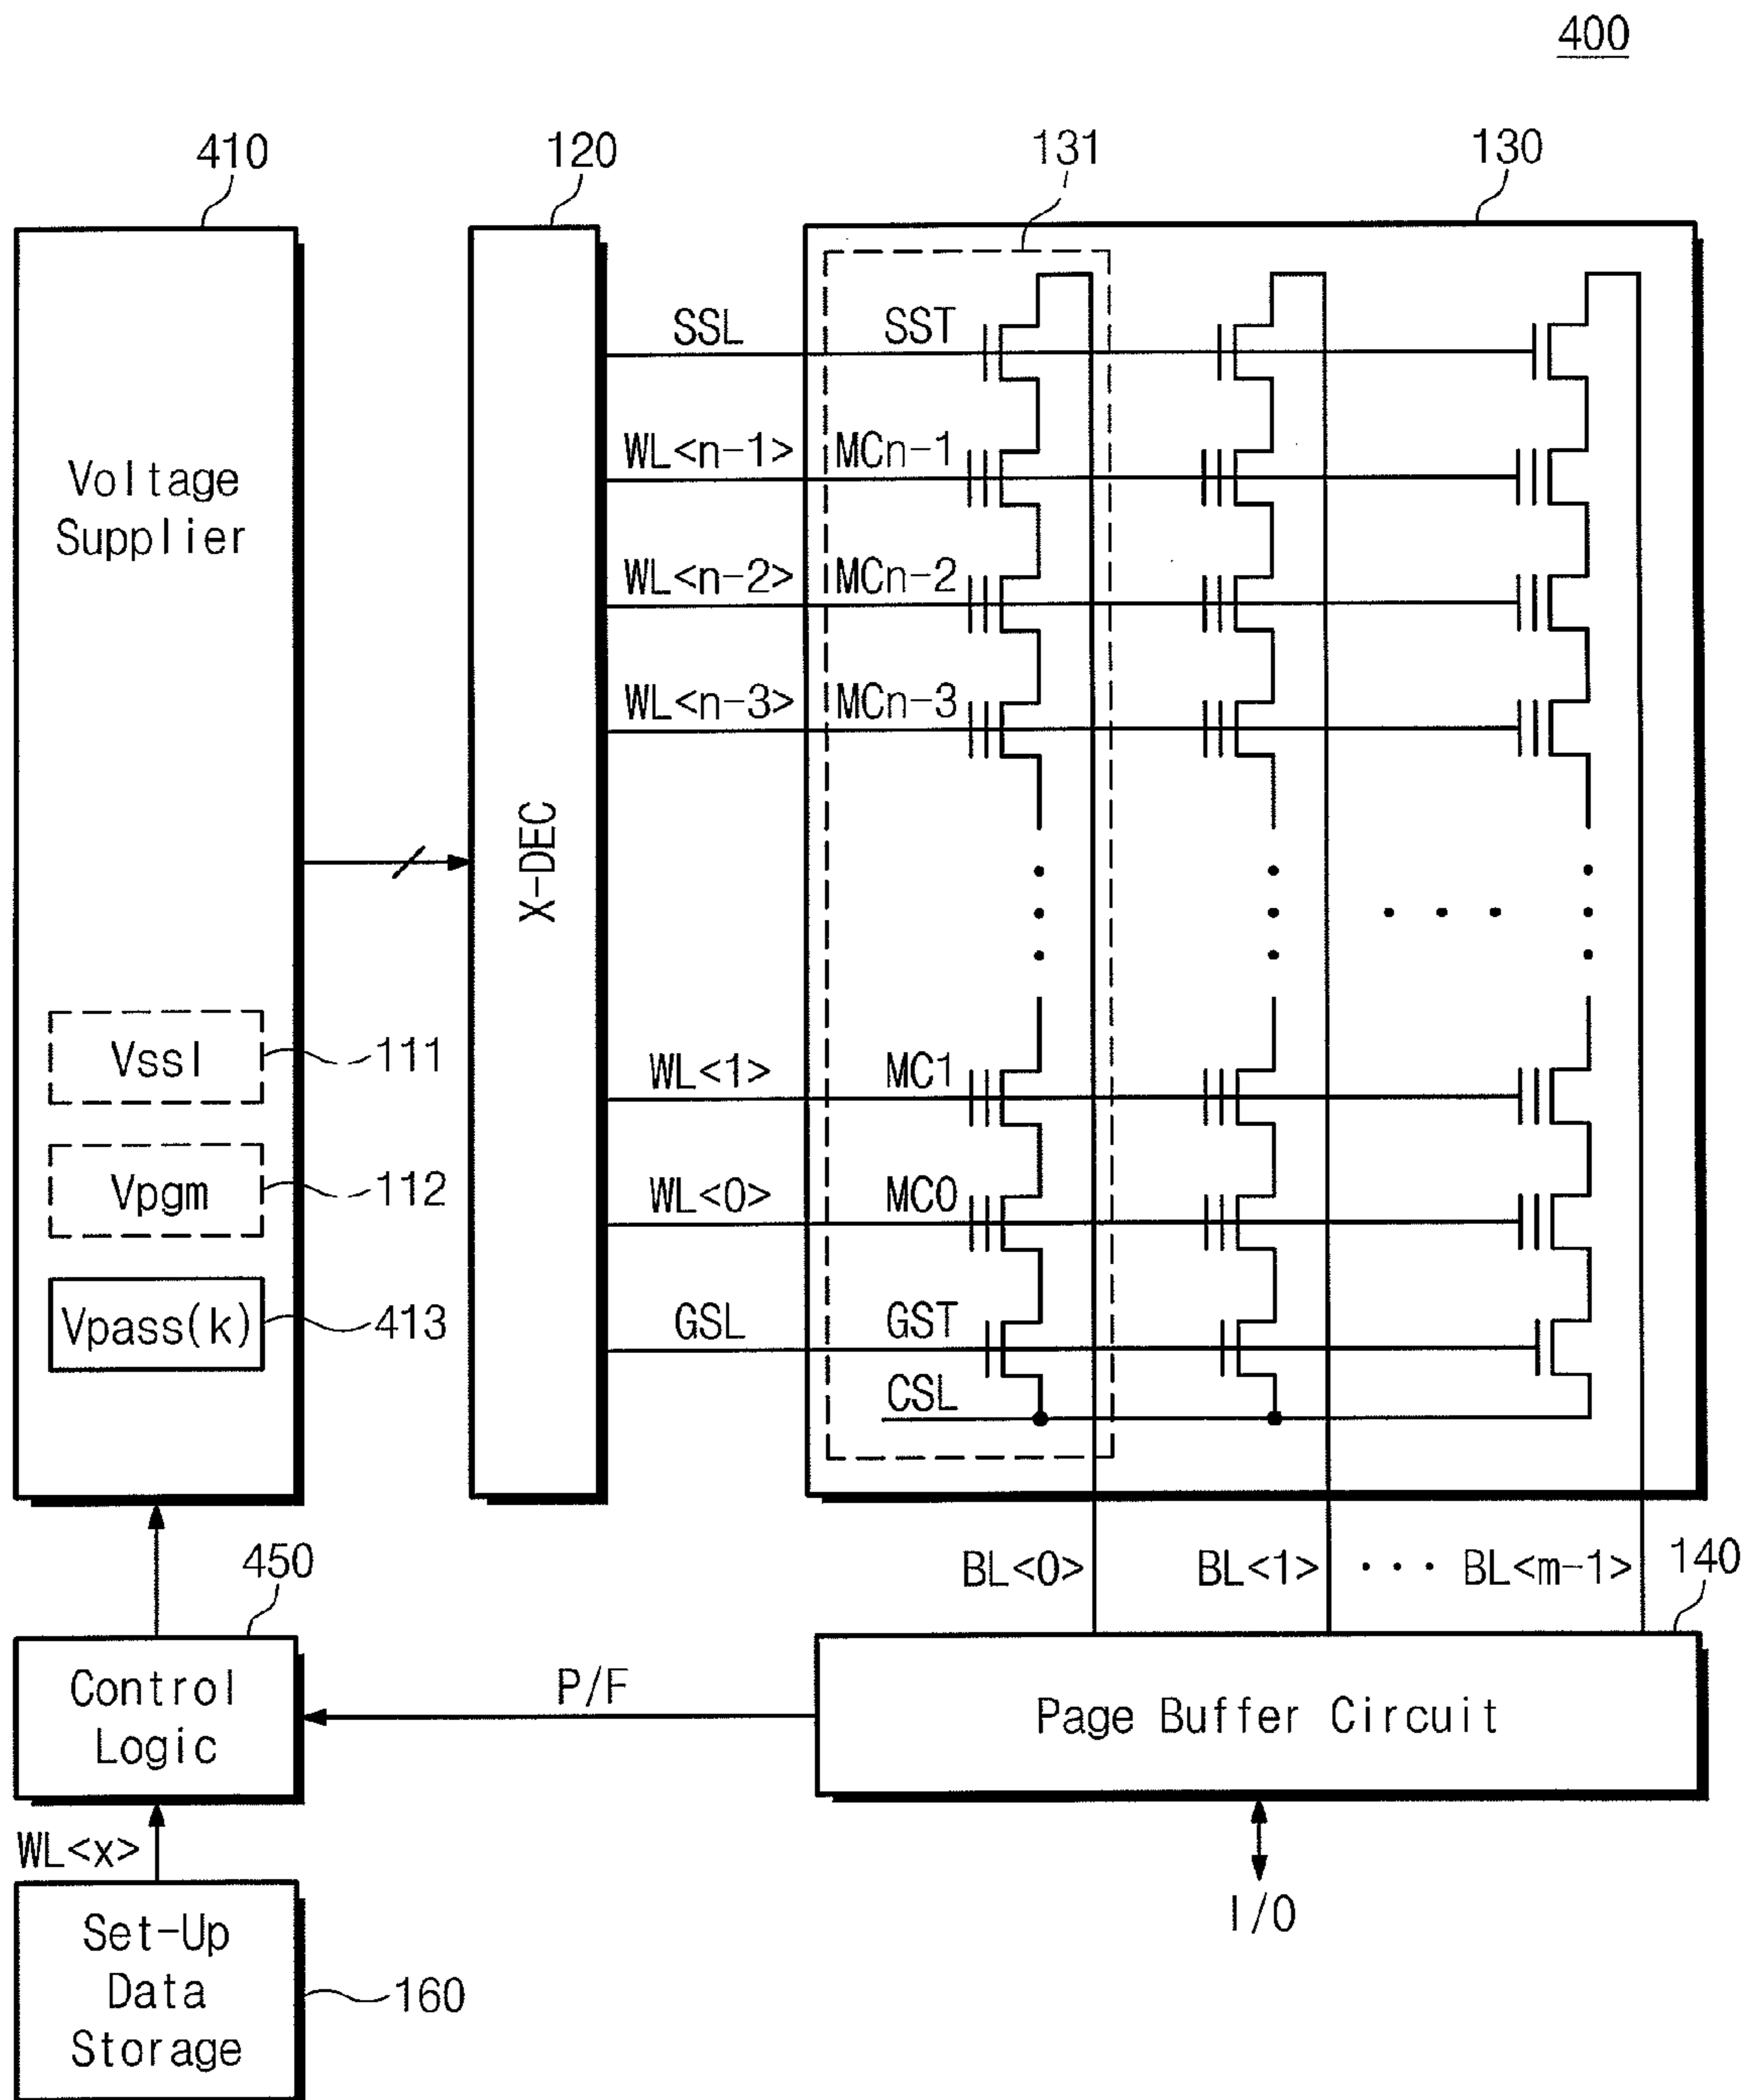 400
410
120
131
130
SSL
SST
WL<n-1>
MCn-1
Voltage
Supplier
WL<n-2>
MCn-2
WL<n-3>
MCn-3
X-DEC
Vssl
111
WL<1>
MC1
Vpgm
112
WL<0>
MC0
Vpass(k)
413
GSL
GST
CSL
450
BL<0>
BL<1>
· · ·
BL<m-1>
140
Control
Logic
P/F
Page Buffer Circuit
WL<x>
I/O
Set-Up
Data
Storage
160